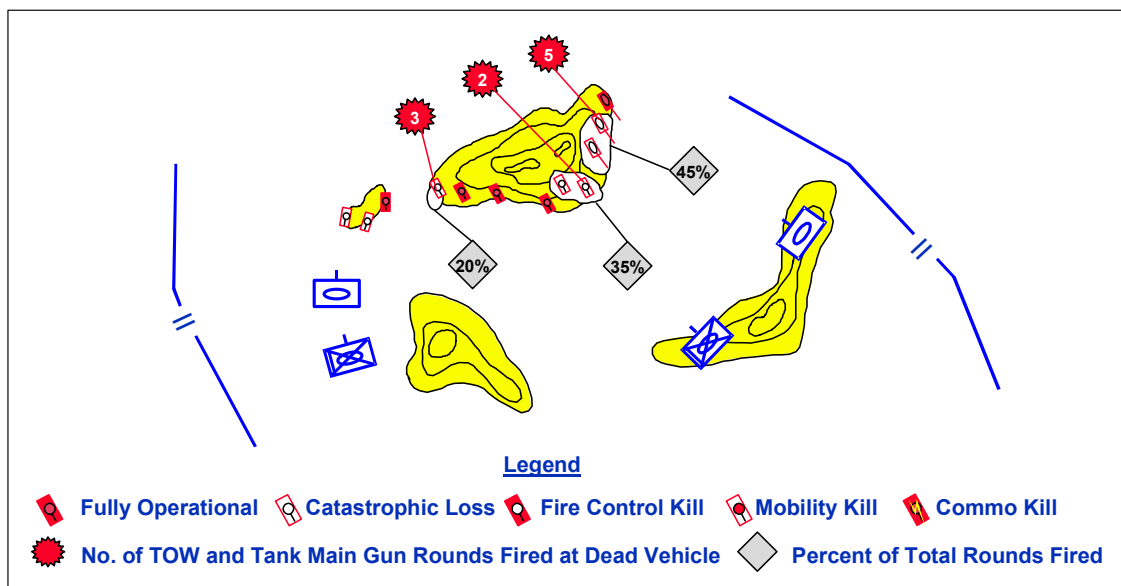 5
2
3
45%
20%
35%
Legend
Fully Operational Catastrophic Loss Fire Control Kill Mobility Kill Commo Kill
No. of TOW and Tank Main Gun Rounds Fired at Dead Vehicle Percent of Total Rounds Fired